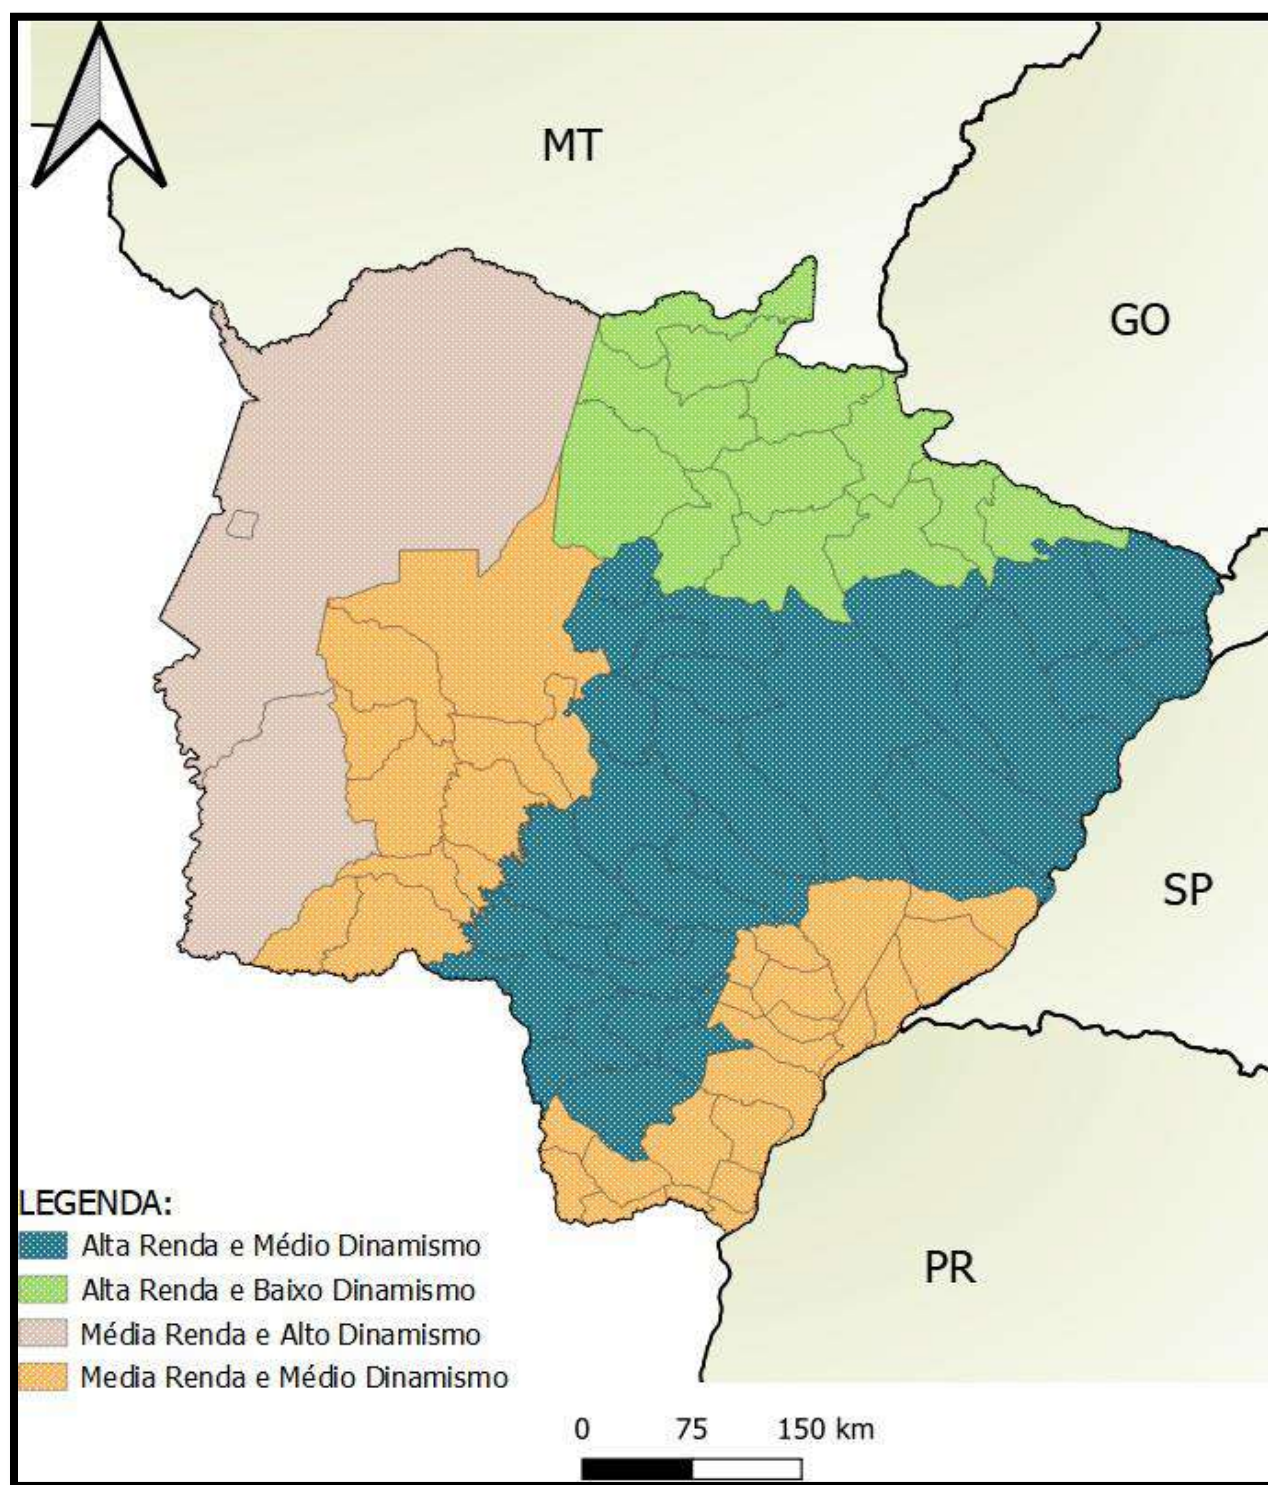 MT
GO
SP
PR
LEGENDA:
Alta Renda e Médio Dinamismo
Alta Renda e Baixo Dinamismo
Média Renda e Alto Dinamismo
Media Renda e Médio Dinamismo
0 75 150 km